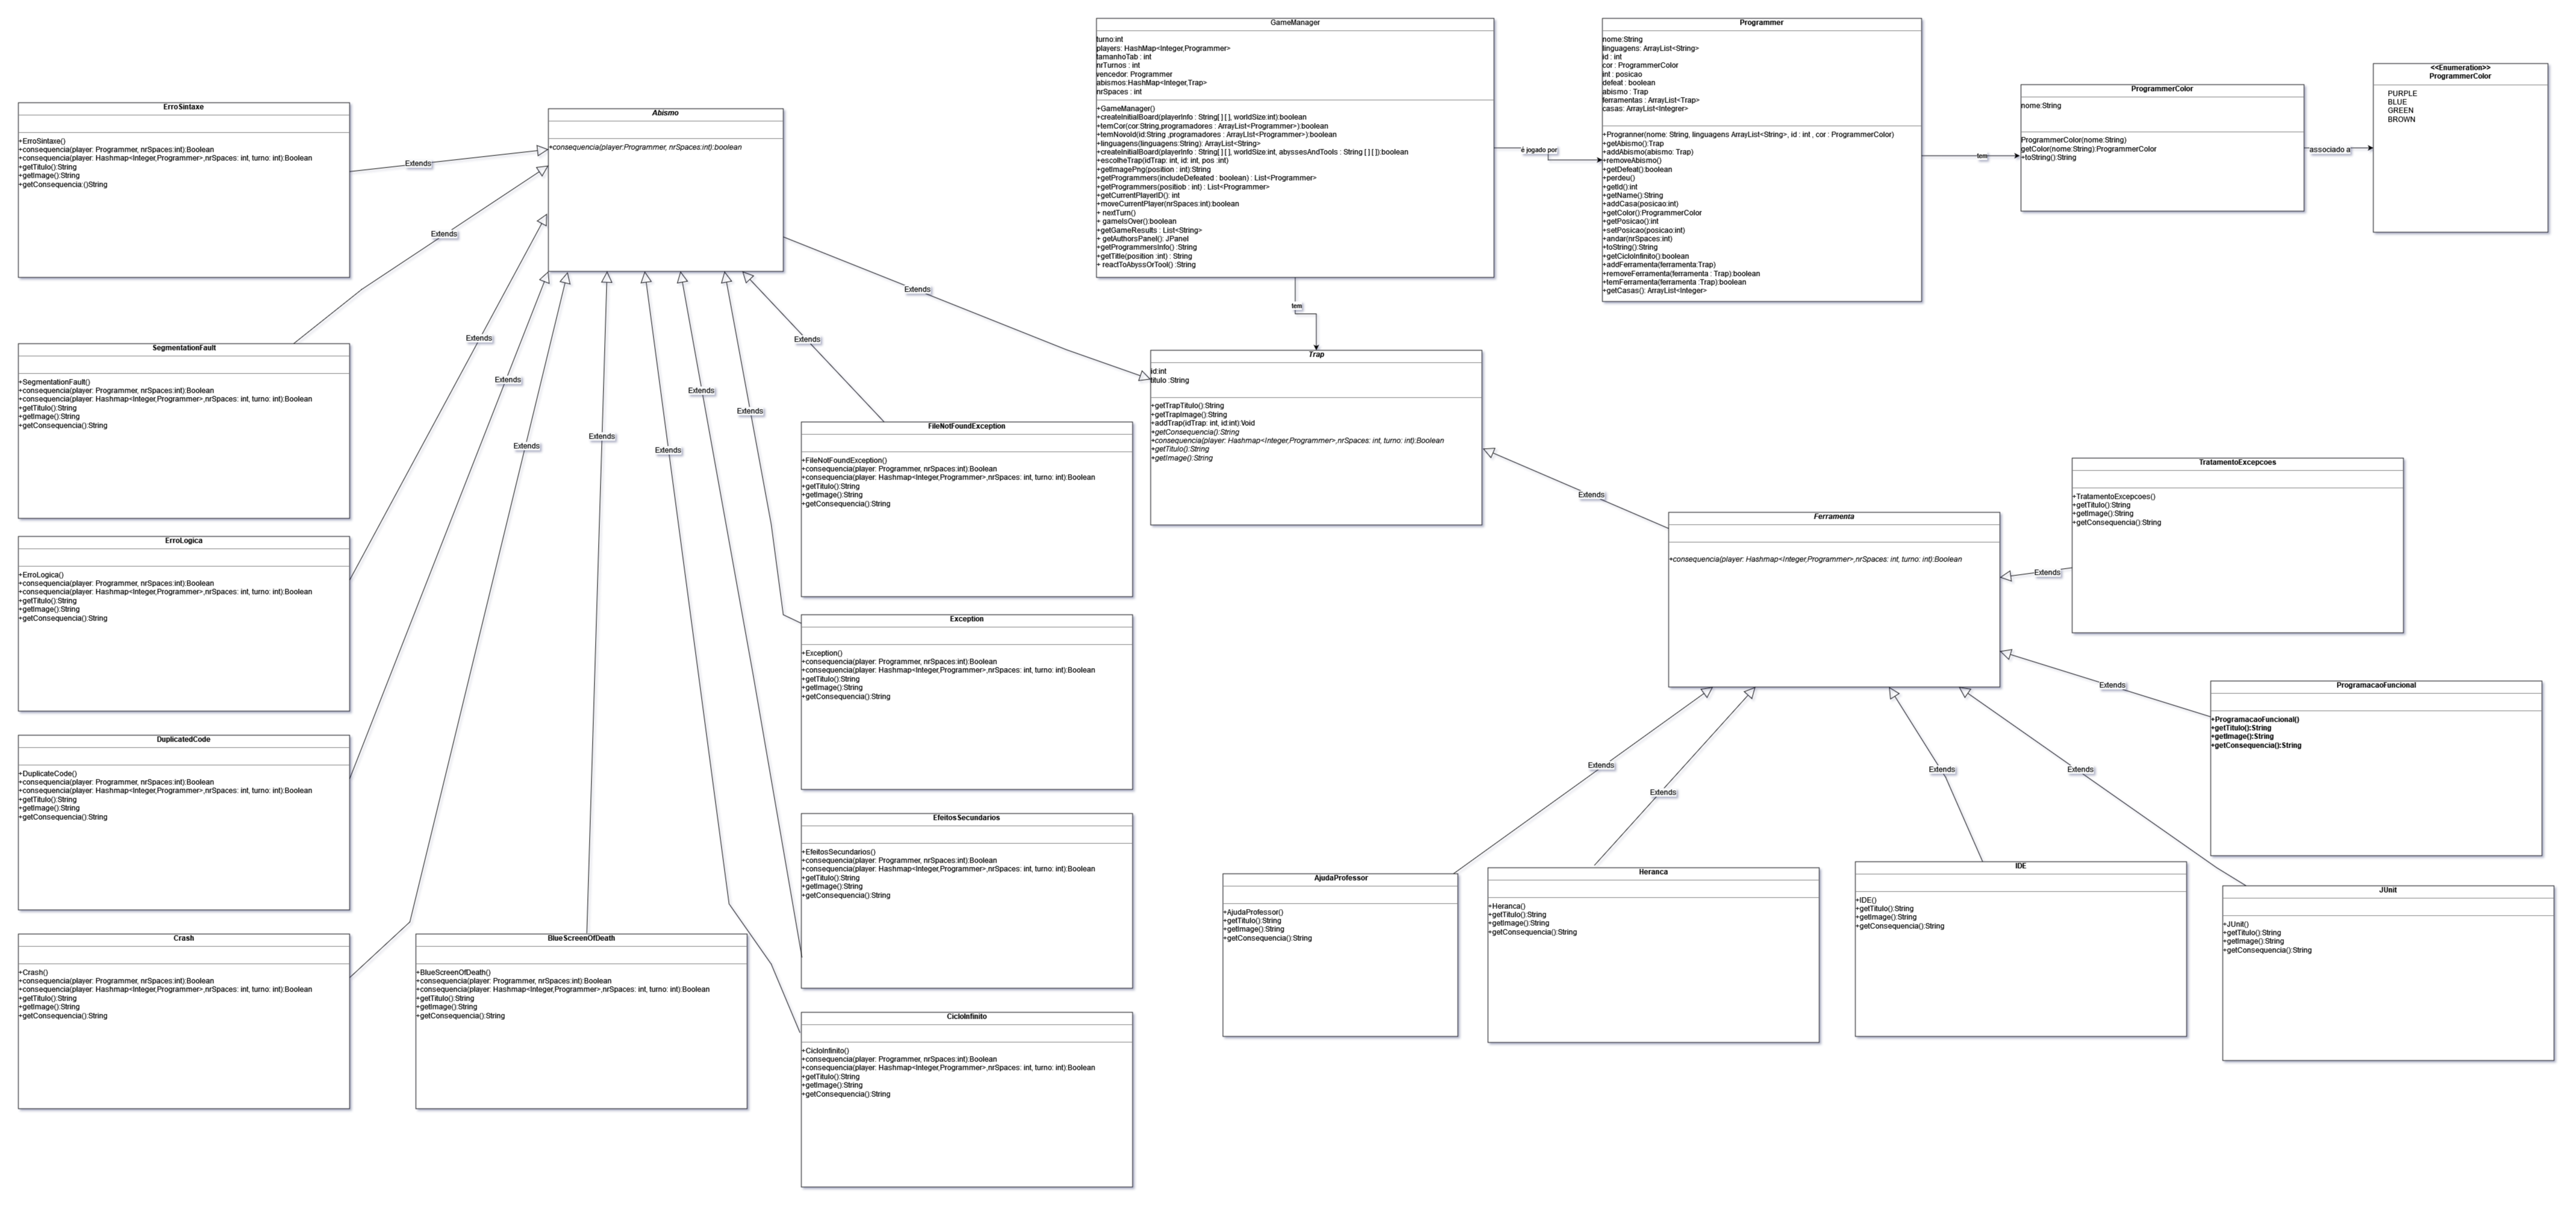 GameManager
turno:int
players: HashMap<Integer,Programmer>
tamanhoTab : int
nrTurnos : int
vencedor: Programmer
abismos:HashMap<Integer,Trap>
nrSpaces : int
+GameManager()
+createInitialBoard(playerInfo : String[ ] [ ], worldSize:int):boolean
+temCor(cor:String,programadores : ArrayList<Programmer>):boolean
+temNovoId(id:String ,programadores : ArrayList<Programmer>):boolean
+linguagens(linguagens:String): ArrayList<String>
+createInitialBoard(playerInfo : String[ ] [ ], worldSize:int, abyssesAndTools : String [ ] [ ]):boolean
+escolheTrap(idTrap: int, id: int, pos :int)
+getImagePng(position : int):String
+getProgrammers(includeDefeated : boolean) : List<Programmer>
+getProgrammers(positiob : int) : List<Programmer>
+getCurrentPlayerID(): int
+moveCurrentPlayer(nrSpaces:int):boolean
+ nextTurn()
+ gameIsOver():boolean
+getGameResults : List<String>
+ getAuthorsPanel(): JPanel
+getProgrammersInfo() :String
+getTitle(position :int) : String
+ reactToAbyssOrTool() :String
é jogado por
Programmer
nome:String
linguagens: ArrayList<String>
id : int
cor : ProgrammerColor
int : posicao
defeat : boolean
abismo : Trap
ferramentas : ArrayList<Trap>
casas: ArrayList<Integrer>
+Progranner(nome: String, linguagens ArrayList<String>, id : int , cor : ProgrammerColor)
+getAbismo():Trap
+addAbismo(abismo: Trap)
+removeAbismo()
+getDefeat():boolean
+perdeu()
+getId():int
+getName():String
+addCasa(posicao:int)
+getColor():ProgrammerColor
+getPosicao():int
+setPosicao(posicao:int)
+andar(nrSpaces:int)
+toString():String
+getCicloInfinito():boolean
+addFerramenta(ferramenta:Trap)
+removeFerramenta(ferramenta : Trap):boolean
+temFerramenta(ferramenta :Trap):boolean
+getCasas(): ArrayList<Integer>
tem
ProgrammerColor
nome:String
ProgrammerColor(nome:String)
getColor(nome:String):ProgrammerColor
+toString():String
associado a
<<Enumeration>>
ProgrammerColor
PURPLE
BLUE
GREEN
BROWN
ErroSintaxe
+ErroSintaxe()
+consequencia(player: Programmer, nrSpaces:int):Boolean
+consequencia(player: Hashmap<Integer,Programmer>,nrSpaces: int, turno: int):Boolean
+getTitulo():String
+getImage():String
+getConsequencia:()String
Extends
Abismo
+consequencia(player:Programmer, nrSpaces:int):boolean
Extends
Extends
Extends
tem
Trap
id:int
titulo :String
+getTrapTitulo():String
+getTrapImage():String
+addTrap(idTrap: int, id:int):Void
+getConsequencia():String
+consequencia(player: Hashmap<Integer,Programmer>,nrSpaces: int, turno: int):Boolean
+getTitulo():String
+getImage():String
SegmentationFault
+SegmentationFault()
+consequencia(player: Programmer, nrSpaces:int):Boolean
+consequencia(player: Hashmap<Integer,Programmer>,nrSpaces: int, turno: int):Boolean
+getTitulo():String
+getImage():String
+getConsequencia():String
Extends
Extends
Extends
Extends
Extends
Extends
Extends
FileNotFoundException
+FileNotFoundException()
+consequencia(player: Programmer, nrSpaces:int):Boolean
+consequencia(player: Hashmap<Integer,Programmer>,nrSpaces: int, turno: int):Boolean
+getTitulo():String
+getImage():String
+getConsequencia():String
Extends
Ferramenta
+consequencia(player: Hashmap<Integer,Programmer>,nrSpaces: int, turno: int):Boolean
TratamentoExcepcoes
+TratamentoExcepcoes()
+getTitulo():String
+getImage():String
+getConsequencia():String
Extends
ErroLogica
+ErroLogica()
+consequencia(player: Programmer, nrSpaces:int):Boolean
+consequencia(player: Hashmap<Integer,Programmer>,nrSpaces: int, turno: int):Boolean
+getTitulo():String
+getImage():String
+getConsequencia():String
Exception
+Exception()
+consequencia(player: Programmer, nrSpaces:int):Boolean
+consequencia(player: Hashmap<Integer,Programmer>,nrSpaces: int, turno: int):Boolean
+getTitulo():String
+getImage():String
+getConsequencia():String
Extends
ProgramacaoFuncional
+ProgramacaoFuncional()
+getTitulo():String
+getImage():String
+getConsequencia():String
DuplicatedCode
+DuplicateCode()
+consequencia(player: Programmer, nrSpaces:int):Boolean
+consequencia(player: Hashmap<Integer,Programmer>,nrSpaces: int, turno: int):Boolean
+getTitulo():String
+getImage():String
+getConsequencia():String
Extends
Extends
Extends
Extends
EfeitosSecundarios
+EfeitosSecundarios()
+consequencia(player: Programmer, nrSpaces:int):Boolean
+consequencia(player: Hashmap<Integer,Programmer>,nrSpaces: int, turno: int):Boolean
+getTitulo():String
+getImage():String
+getConsequencia():String
AjudaProfessor
+AjudaProfessor()
+getTitulo():String
+getImage():String
+getConsequencia():String
Heranca
+Heranca()
+getTitulo():String
+getImage():String
+getConsequencia():String
IDE
+IDE()
+getTitulo():String
+getImage():String
+getConsequencia():String
JUnit
+JUnit()
+getTitulo():String
+getImage():String
+getConsequencia():String
Crash
+Crash()
+consequencia(player: Programmer, nrSpaces:int):Boolean
+consequencia(player: Hashmap<Integer,Programmer>,nrSpaces: int, turno: int):Boolean
+getTitulo():String
+getImage():String
+getConsequencia():String
BlueScreenOfDeath
+BlueScreenOfDeath()
+consequencia(player: Programmer, nrSpaces:int):Boolean
+consequencia(player: Hashmap<Integer,Programmer>,nrSpaces: int, turno: int):Boolean
+getTitulo():String
+getImage():String
+getConsequencia():String
CicloInfinito
+CicloInfinito()
+consequencia(player: Programmer, nrSpaces:int):Boolean
+consequencia(player: Hashmap<Integer,Programmer>,nrSpaces: int, turno: int):Boolean
+getTitulo():String
+getImage():String
+getConsequencia():String